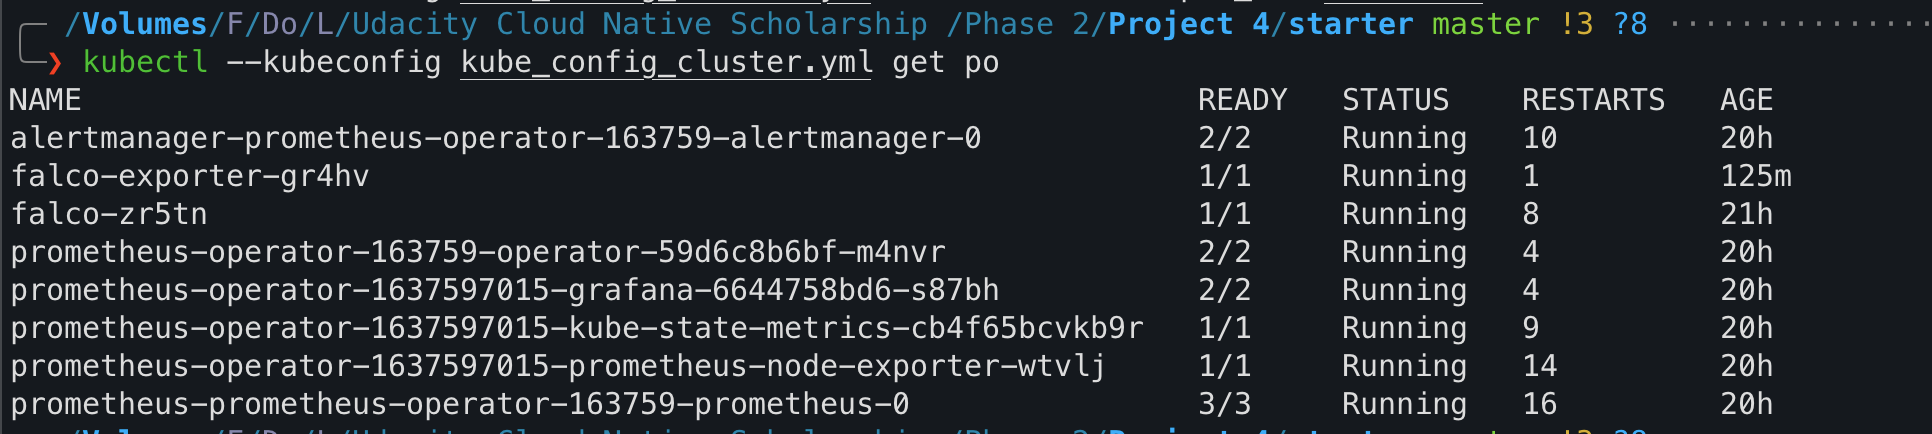 /Volumes/F/Do/L/Udacity Cloud Native Scholarship /Phase 2/Project 4/starter master !3 ?8 ················
❯ kubectl --kubeconfig kube_config_cluster.yml get po
NAME READY STATUS RESTARTS AGE
alertmanager-prometheus-operator-163759-alertmanager-0 2/2 Running 10 20h
falco-exporter-gr4hv 1/1 Running 1 125m
falco-zr5tn 1/1 Running 8 21h
prometheus-operator-163759-operator-59d6c8b6bf-m4nvr 2/2 Running 4 20h
prometheus-operator-1637597015-grafana-6644758bd6-s87bh 2/2 Running 4 20h
prometheus-operator-1637597015-kube-state-metrics-cb4f65bcvkb9r 1/1 Running 9 20h
prometheus-operator-1637597015-prometheus-node-exporter-wtvlj 1/1 Running 14 20h
prometheus-prometheus-operator-163759-prometheus-0 3/3 Running 16 20h